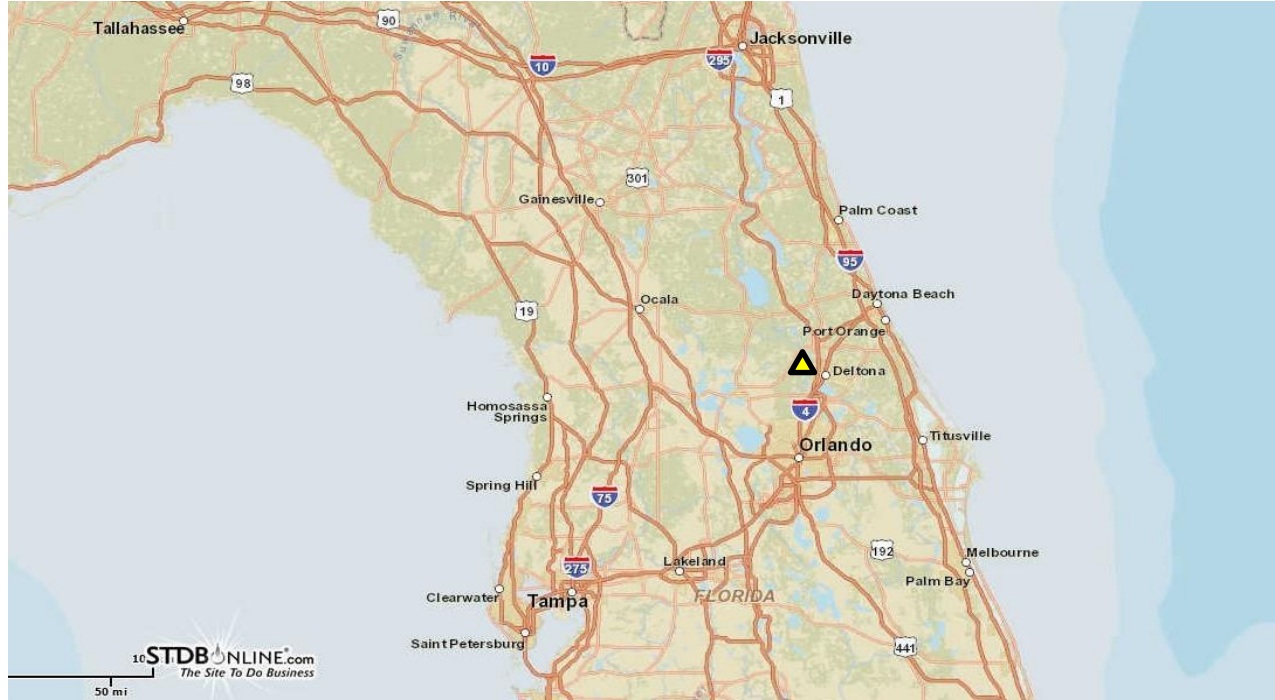 Tallahassee
90
Suwannee River
Jacksonville
10
295
98
1
301
Gainesville
Palm Coast
95
Daytona Beach
Ocala
19
Port Orange
Deltona
Homosassa
Springs
4
Titusville
Orlando
Spring Hill
75
192
Melbourne
Lakeland
275
Palm Bay
Clearwater
Tampa
FLORIDA
Saint Petersburg
441
10
STDBONLINE.com
The Site To Do Business
50 mi